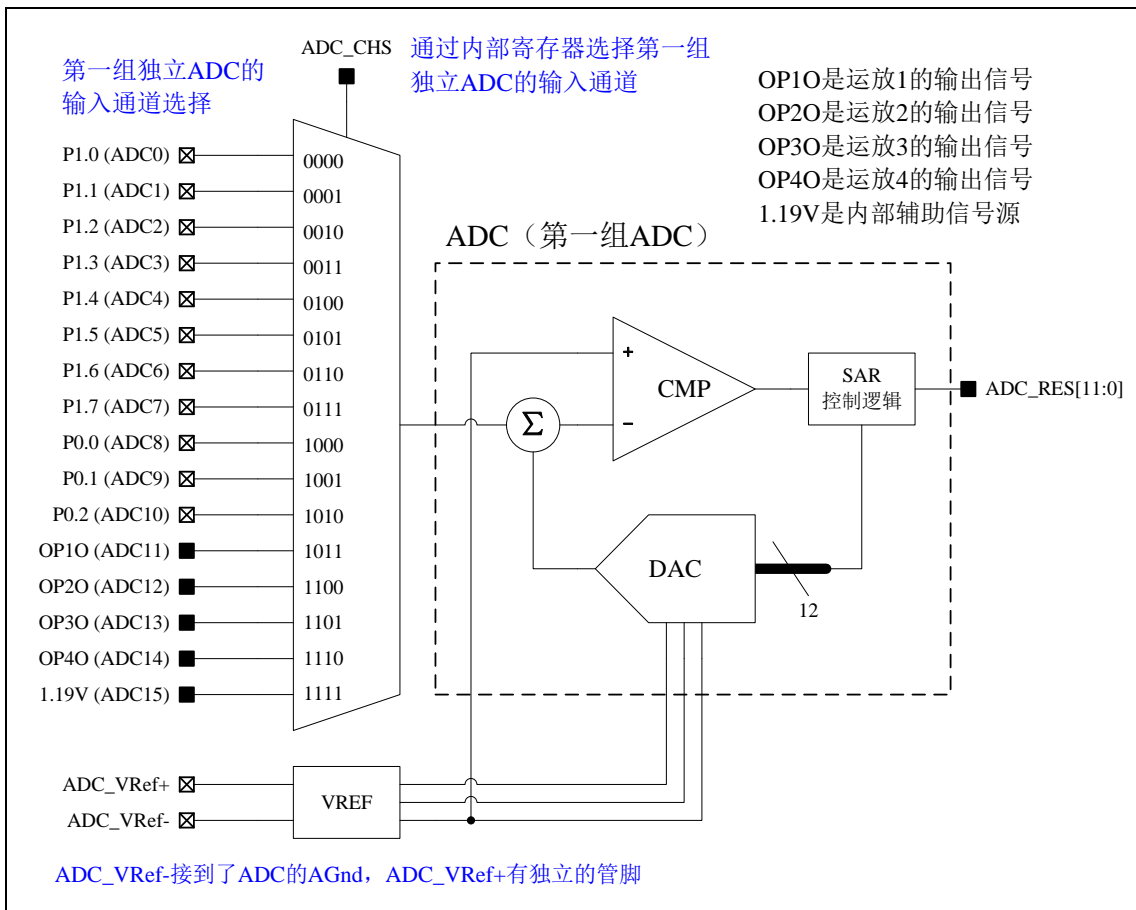 第一组独立ADC的
输入通道选择
ADC_CHS
通过内部寄存器选择第一组
独立ADC的输入通道
OP1O是运放1的输出信号
OP2O是运放2的输出信号
OP3O是运放3的输出信号
OP4O是运放4的输出信号
1.19V是内部辅助信号源
P1.0 (ADC0)
0000
P1.1 (ADC1)
0001
P1.2 (ADC2)
0010
P1.3 (ADC3)
0011
P1.4 (ADC4)
0100
P1.5 (ADC5)
0101
P1.6 (ADC6)
0110
P1.7 (ADC7)
0111
P0.0 (ADC8)
1000
P0.1 (ADC9)
1001
P0.2 (ADC10)
1010
OP1O (ADC11)
1011
OP2O (ADC12)
1100
OP3O (ADC13)
1101
OP4O (ADC14)
1110
1.19V (ADC15)
1111
ADC（第一组ADC）
+
CMP
-
Σ
SAR
控制逻辑
ADC_RES[11:0]
DAC
12
ADC_VRef+
VREF
ADC_VRef-
ADC_VRef-接到了ADC的AGnd，ADC_VRef+有独立的管脚